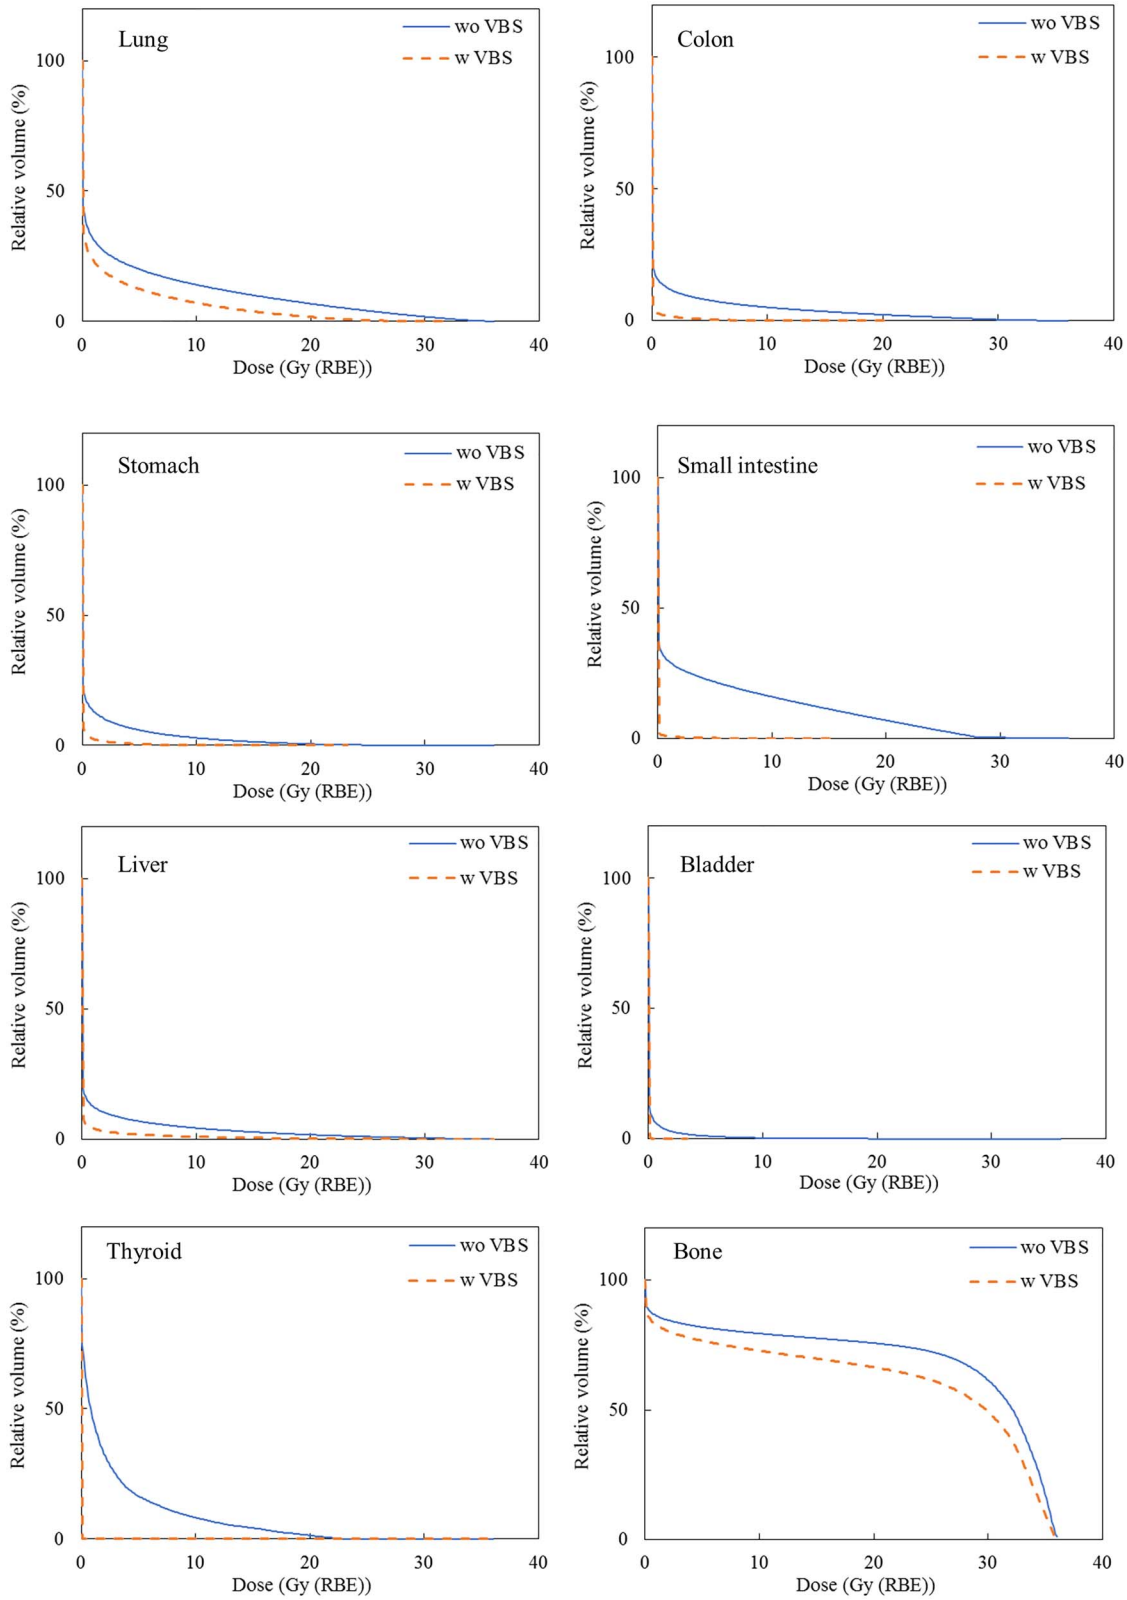 Lung
wo VBS
w VBS
Relative volume (%)
100
50
0
0 10 20 30 40
Dose (Gy (RBE))
Colon
wo VBS
w VBS
Relative volume (%)
100
50
0
0 10 20 30 40
Dose (Gy (RBE))
Stomach
wo VBS
w VBS
Relative volume (%)
100
50
0
0 10 20 30 40
Dose (Gy (RBE))
Small intestine
wo VBS
w VBS
Relative volume (%)
100
50
0
0 10 20 30 40
Dose (Gy (RBE))
Liver
wo VBS
w VBS
Relative volume (%)
100
50
0
0 10 20 30 40
Dose (Gy (RBE))
Bladder
wo VBS
w VBS
Relative volume (%)
100
50
0
0 10 20 30 40
Dose (Gy (RBE))
Thyroid
wo VBS
w VBS
Relative volume (%)
100
50
0
0 10 20 30 40
Dose (Gy (RBE))
Bone
wo VBS
w VBS
Relative volume (%)
100
50
0
0 10 20 30 40
Dose (Gy (RBE))